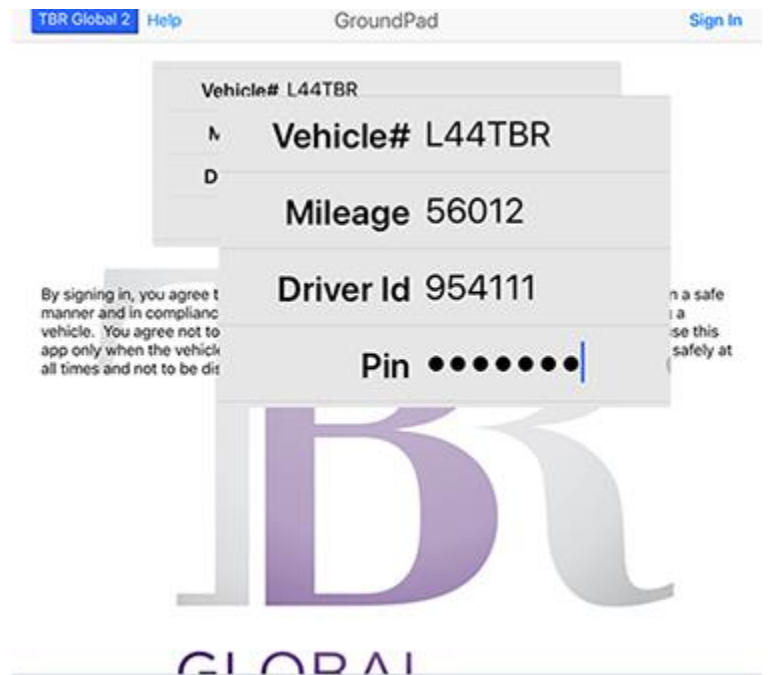 TBR Global 2 Help GroundPad Sign In
Vehicle# L44TBR
Vehicle# L44TBR
Mileage 56012
Driver Id 954111
Pin •••••••
By signing in, you agree t
manner and in complianc
vehicle. You agree not to
app only when the vehicle
all times and not to be dis
n a safe
a
se this
safely at
TBR
GLOBAL